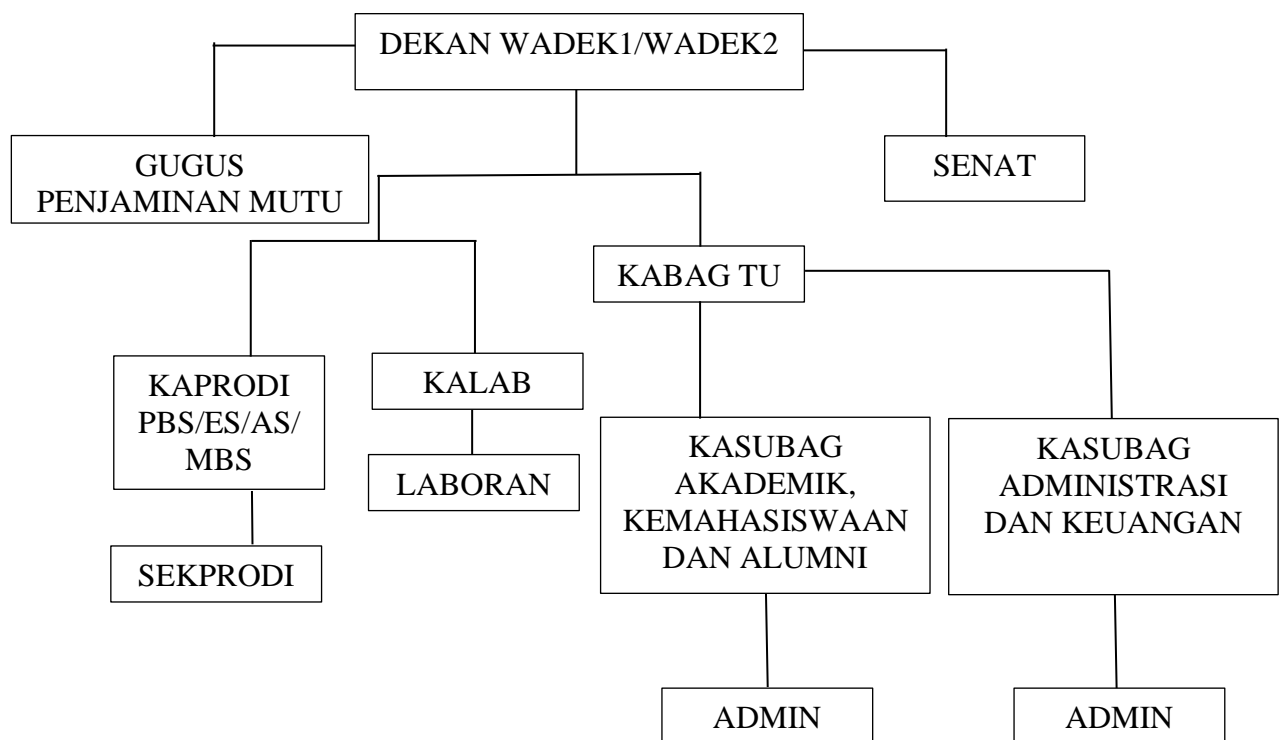 DEKAN WADEK1/WADEK2
GUGUS
PENJAMINAN MUTU
SENAT
KABAG TU
KAPRODI
PBS/ES/AS/
MBS
KALAB
LABORAN
SEKPRODI
KASUBAG
AKADEMIK,
KEMAHASISWAAN
DAN ALUMNI
KASUBAG
ADMINISTRASI
DAN KEUANGAN
ADMIN
ADMIN